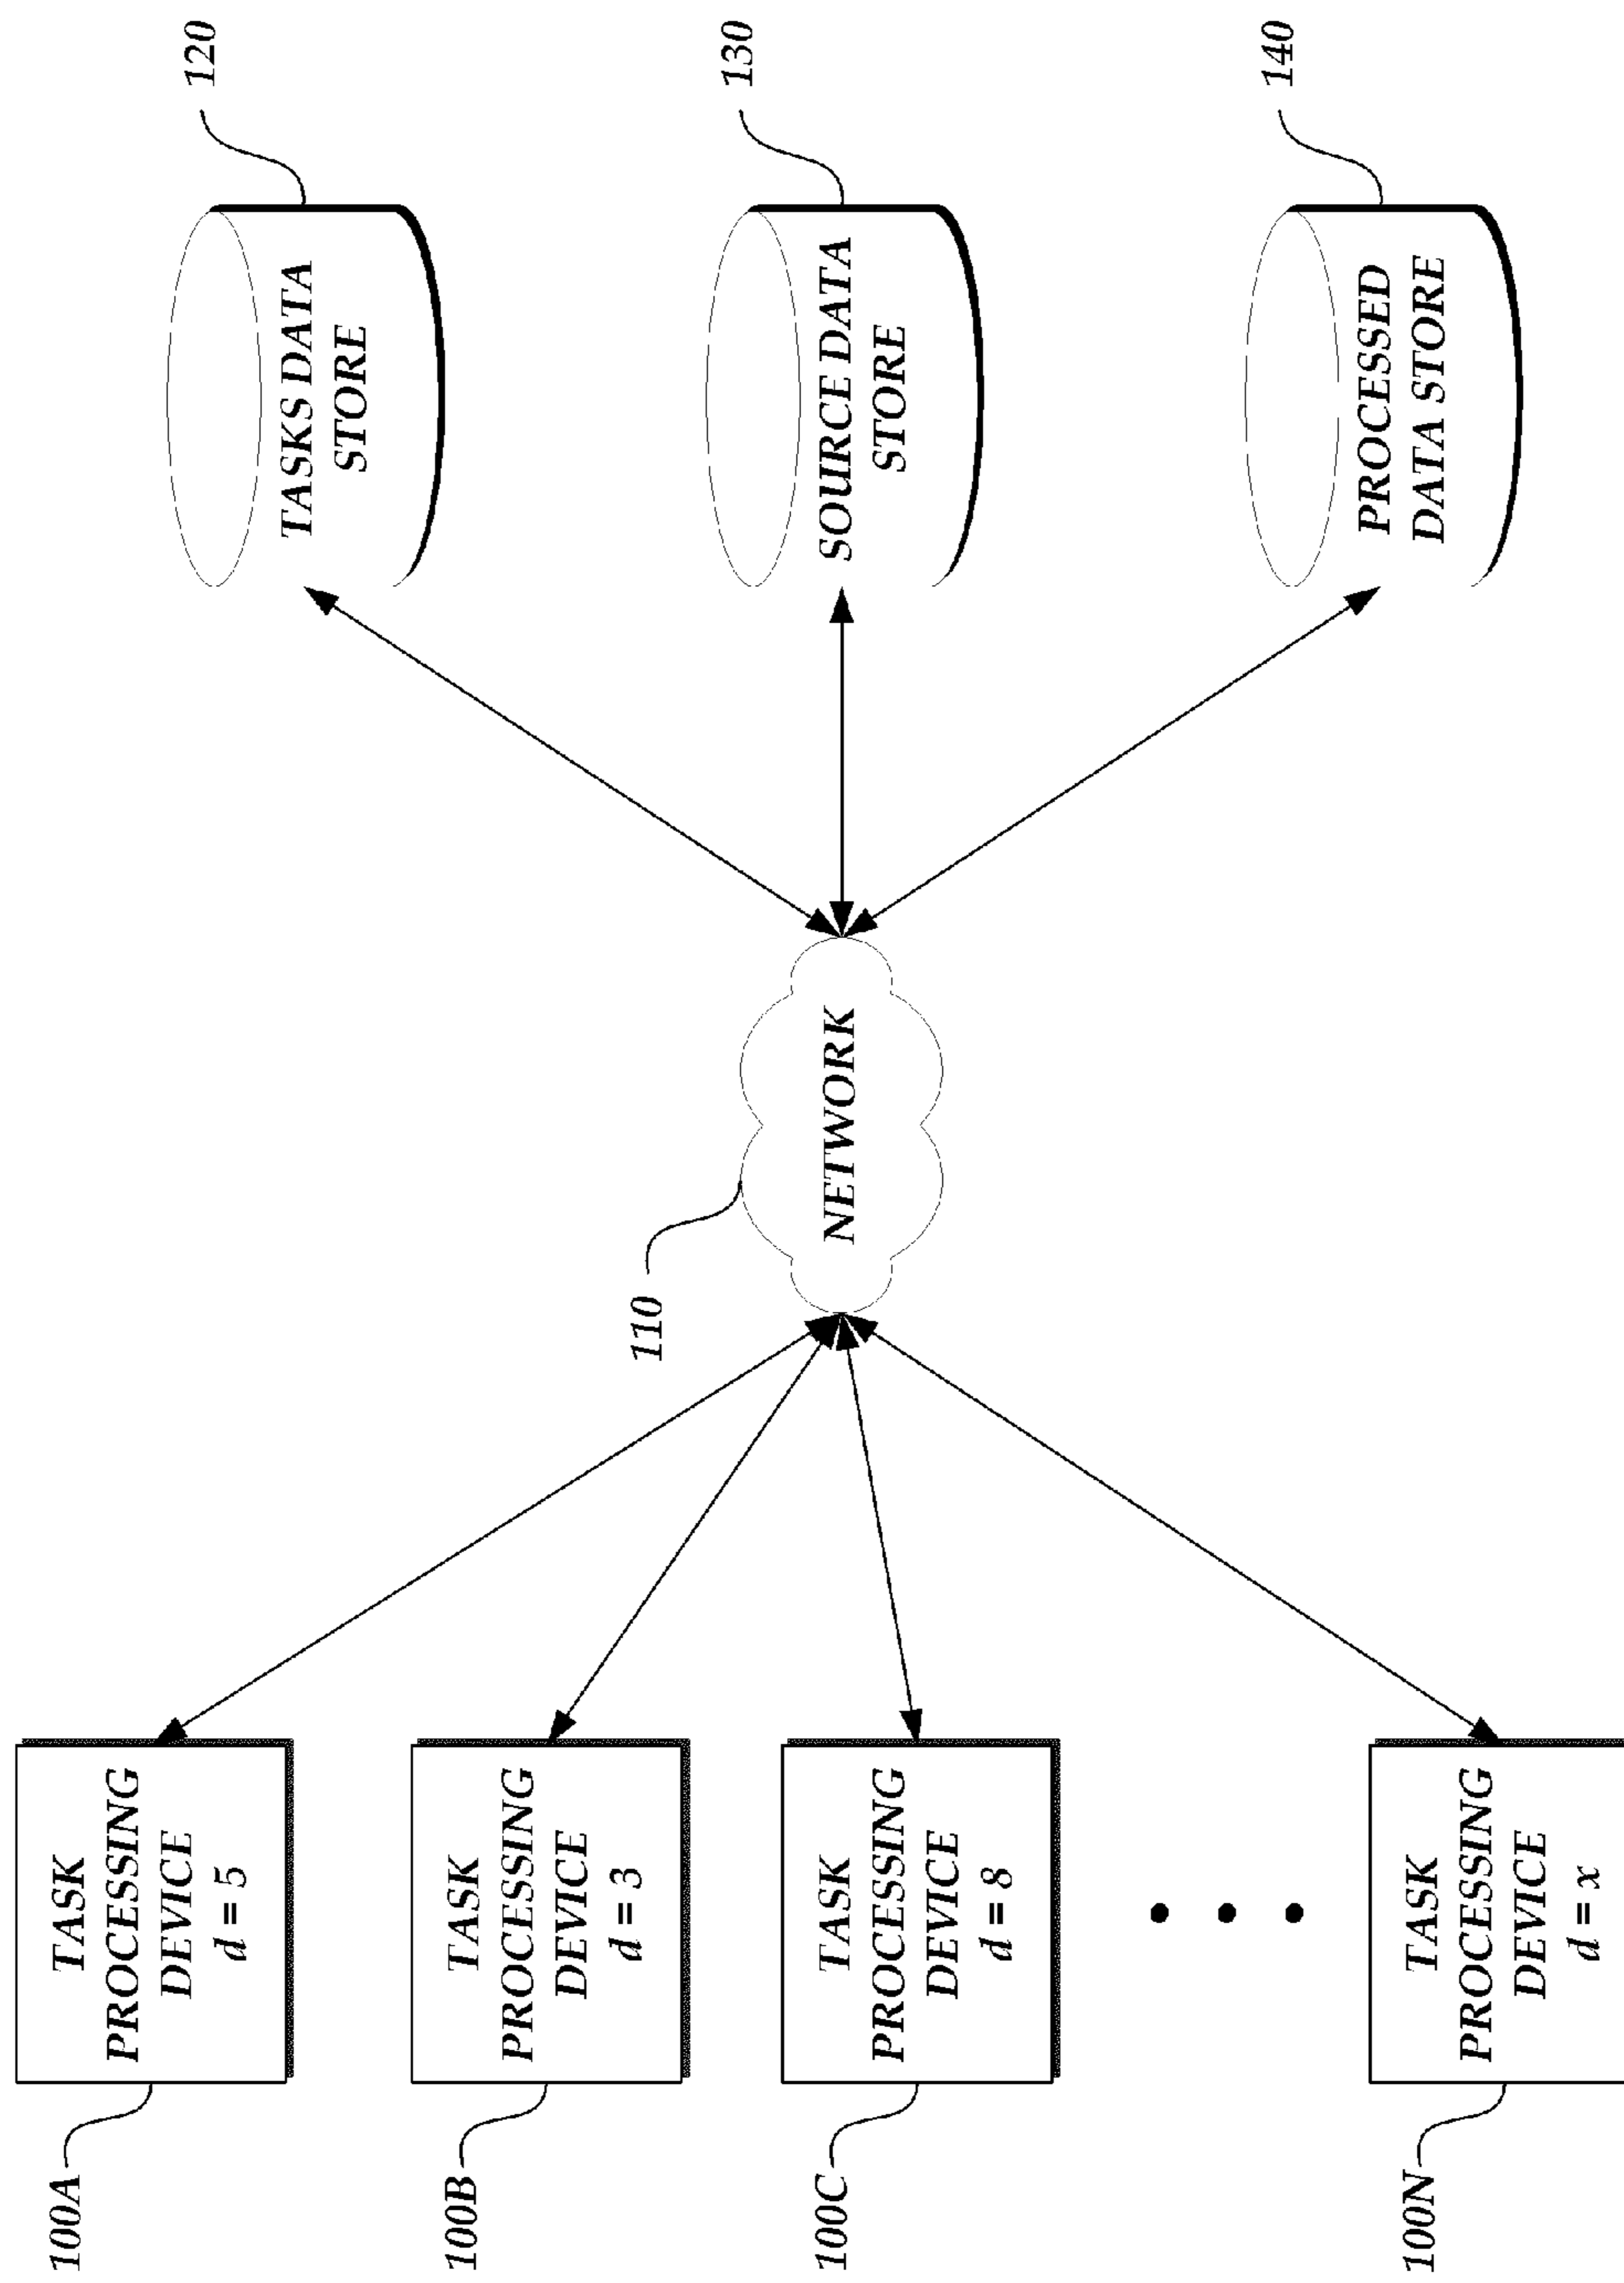 100A
TASK
PROCESSING
DEVICE
d = 5
100B
TASK
PROCESSING
DEVICE
d = 3
100C
TASK
PROCESSING
DEVICE
d = 8
100N
TASK
PROCESSING
DEVICE
d = x
110
NETWORK
120
TASKS DATA
STORE
130
SOURCE DATA
STORE
140
PROCESSED
DATA STORE